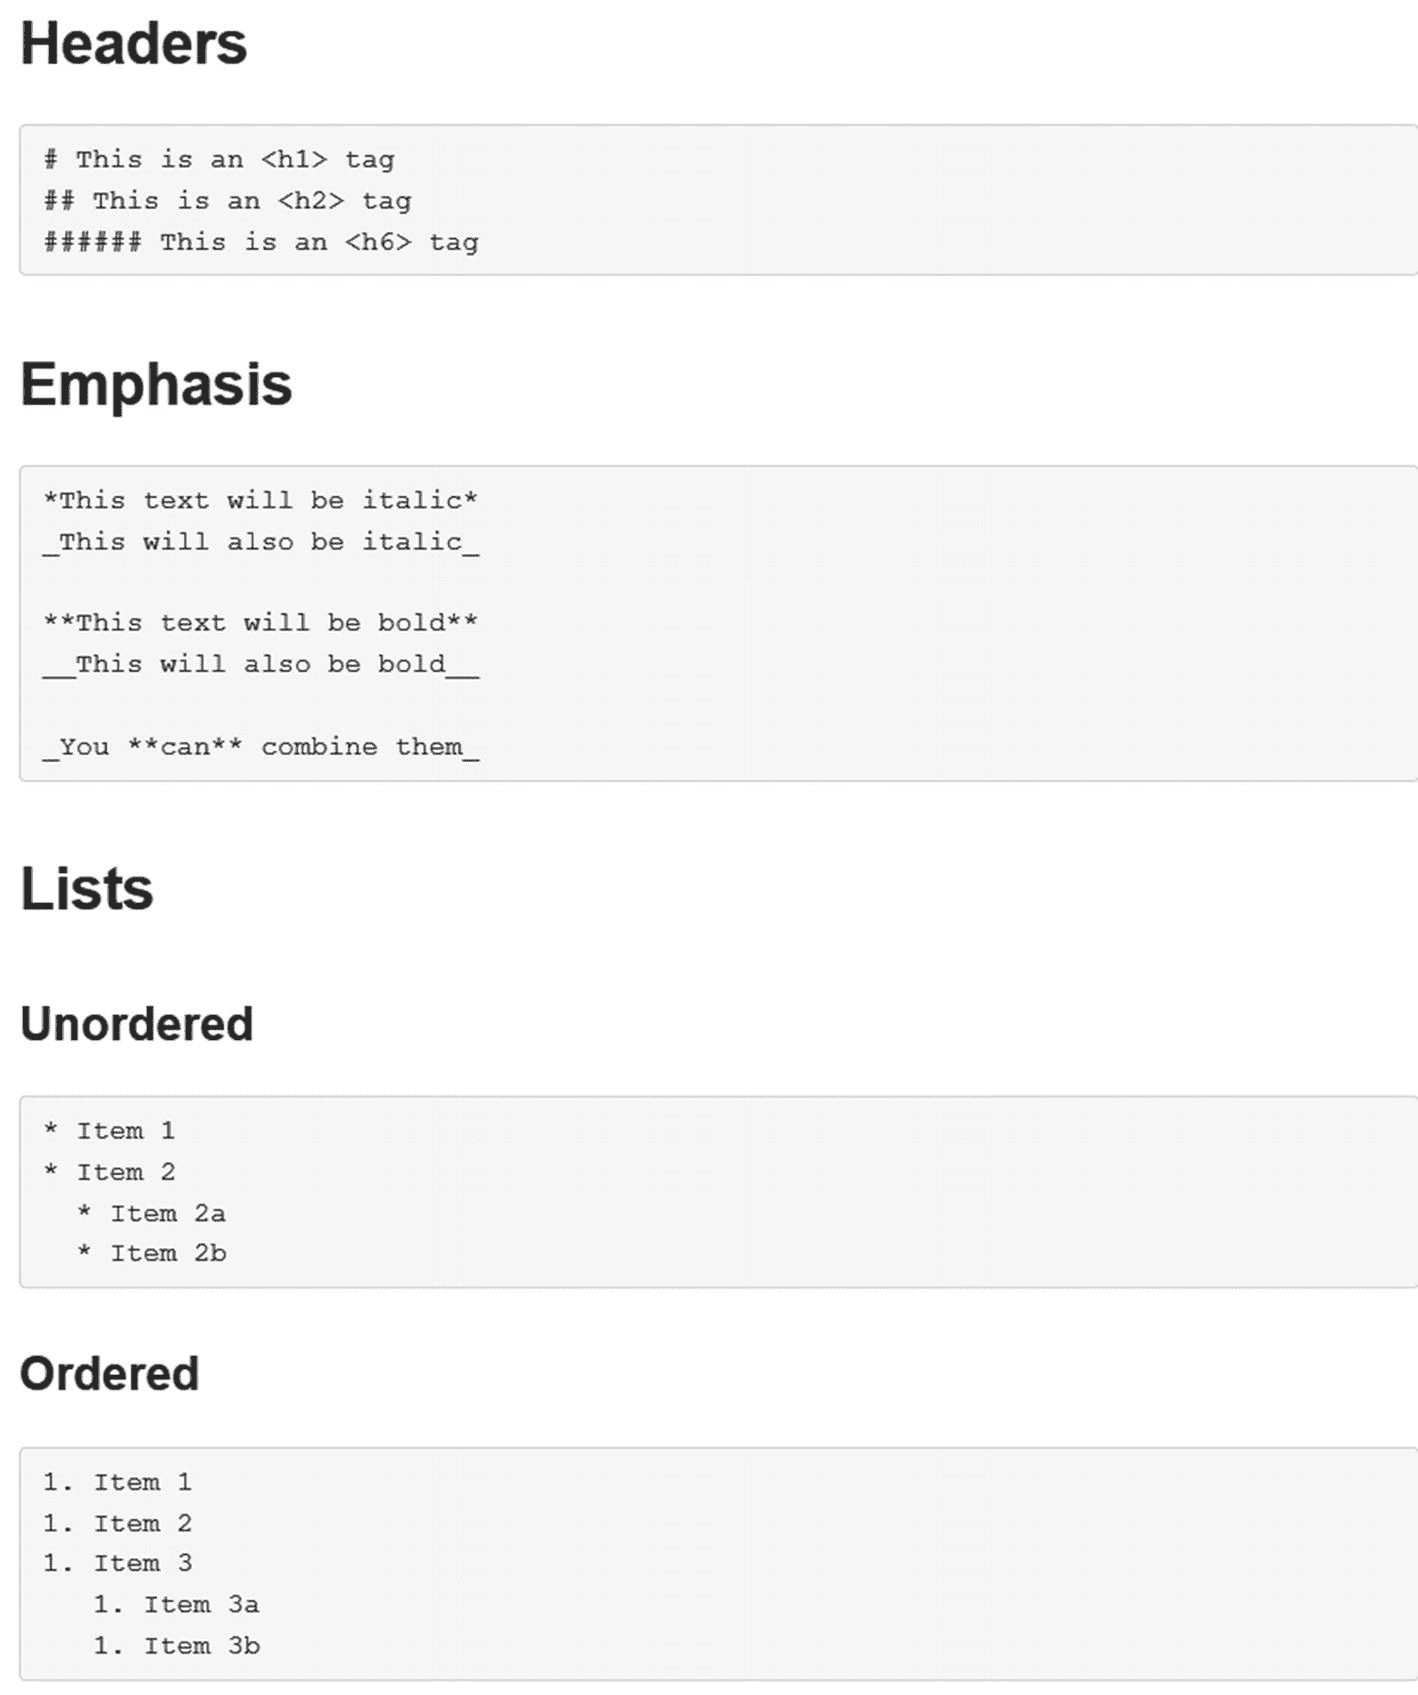 Headers
# This is an <h1> tag
## This is an <h2> tag
###### This is an <h6> tag
Emphasis
*This text will be italic*
_This will also be italic_
**This text will be bold**
__This will also be bold__
_You **can** combine them_
Lists
Unordered
* Item 1
* Item 2
  * Item 2a
  * Item 2b
Ordered
1. Item 1
1. Item 2
1. Item 3
   1. Item 3a
   1. Item 3b